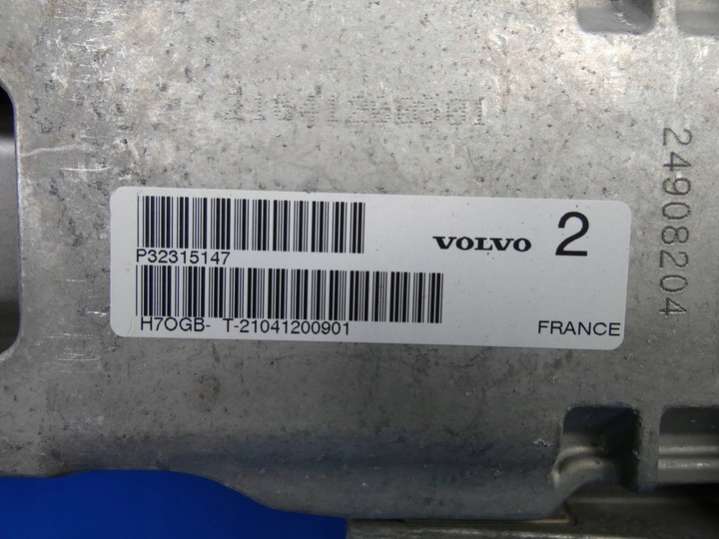 P32315147
VOLVO 2
H7OGB- T-21041200901
FRANCE
24908204